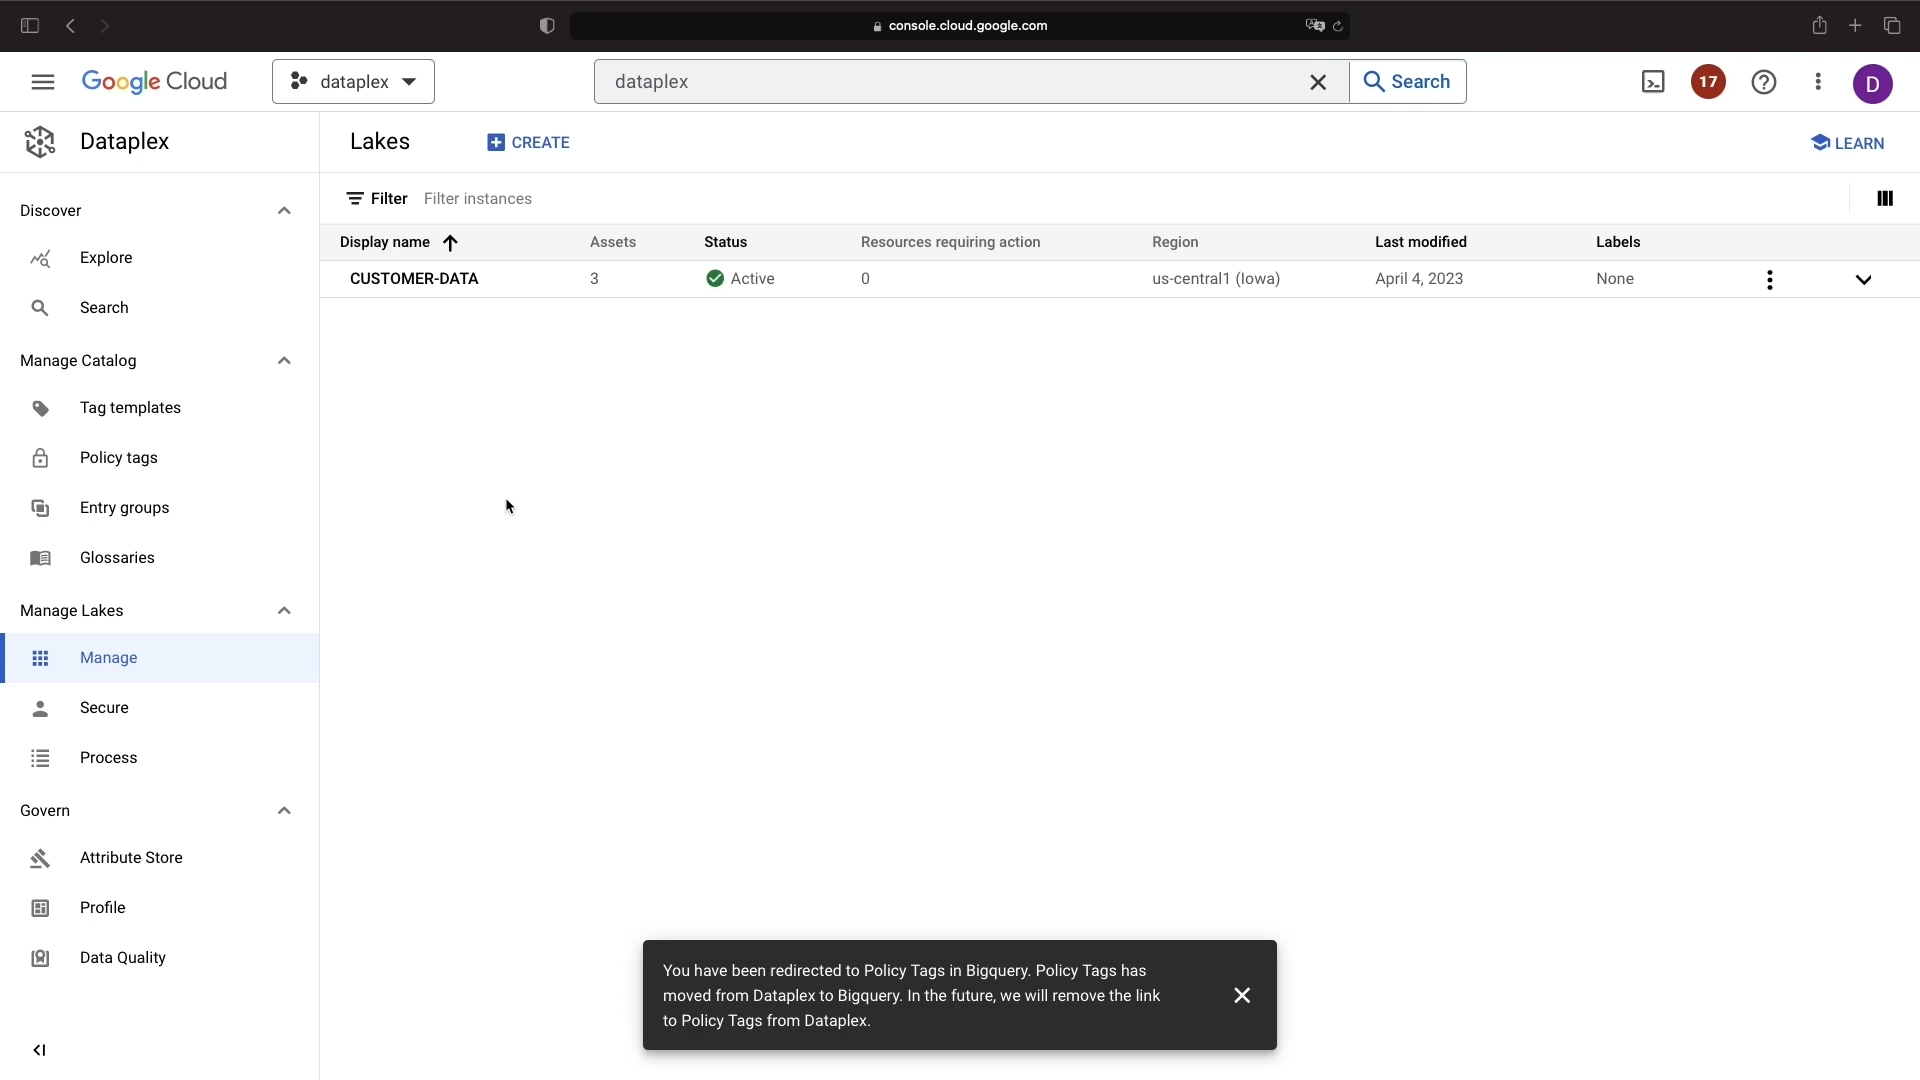 console.cloud.google.com
Google Cloud
dataplex
dataplex
Search
17
D
Dataplex
Lakes
CREATE
LEARN
Discover
Explore
Search
Manage Catalog
Tag templates
Policy tags
Entry groups
Glossaries
Manage Lakes
Manage
Secure
Process
Govern
Attribute Store
Profile
Data Quality
Filter Filter instances
Display name Assets Status Resources requiring action Region Last modified Labels
CUSTOMER-DATA 3 Active 0 us-central1 (Iowa) April 4, 2023 None
You have been redirected to Policy Tags in Bigquery. Policy Tags has
moved from Dataplex to Bigquery. In the future, we will remove the link
to Policy Tags from Dataplex.